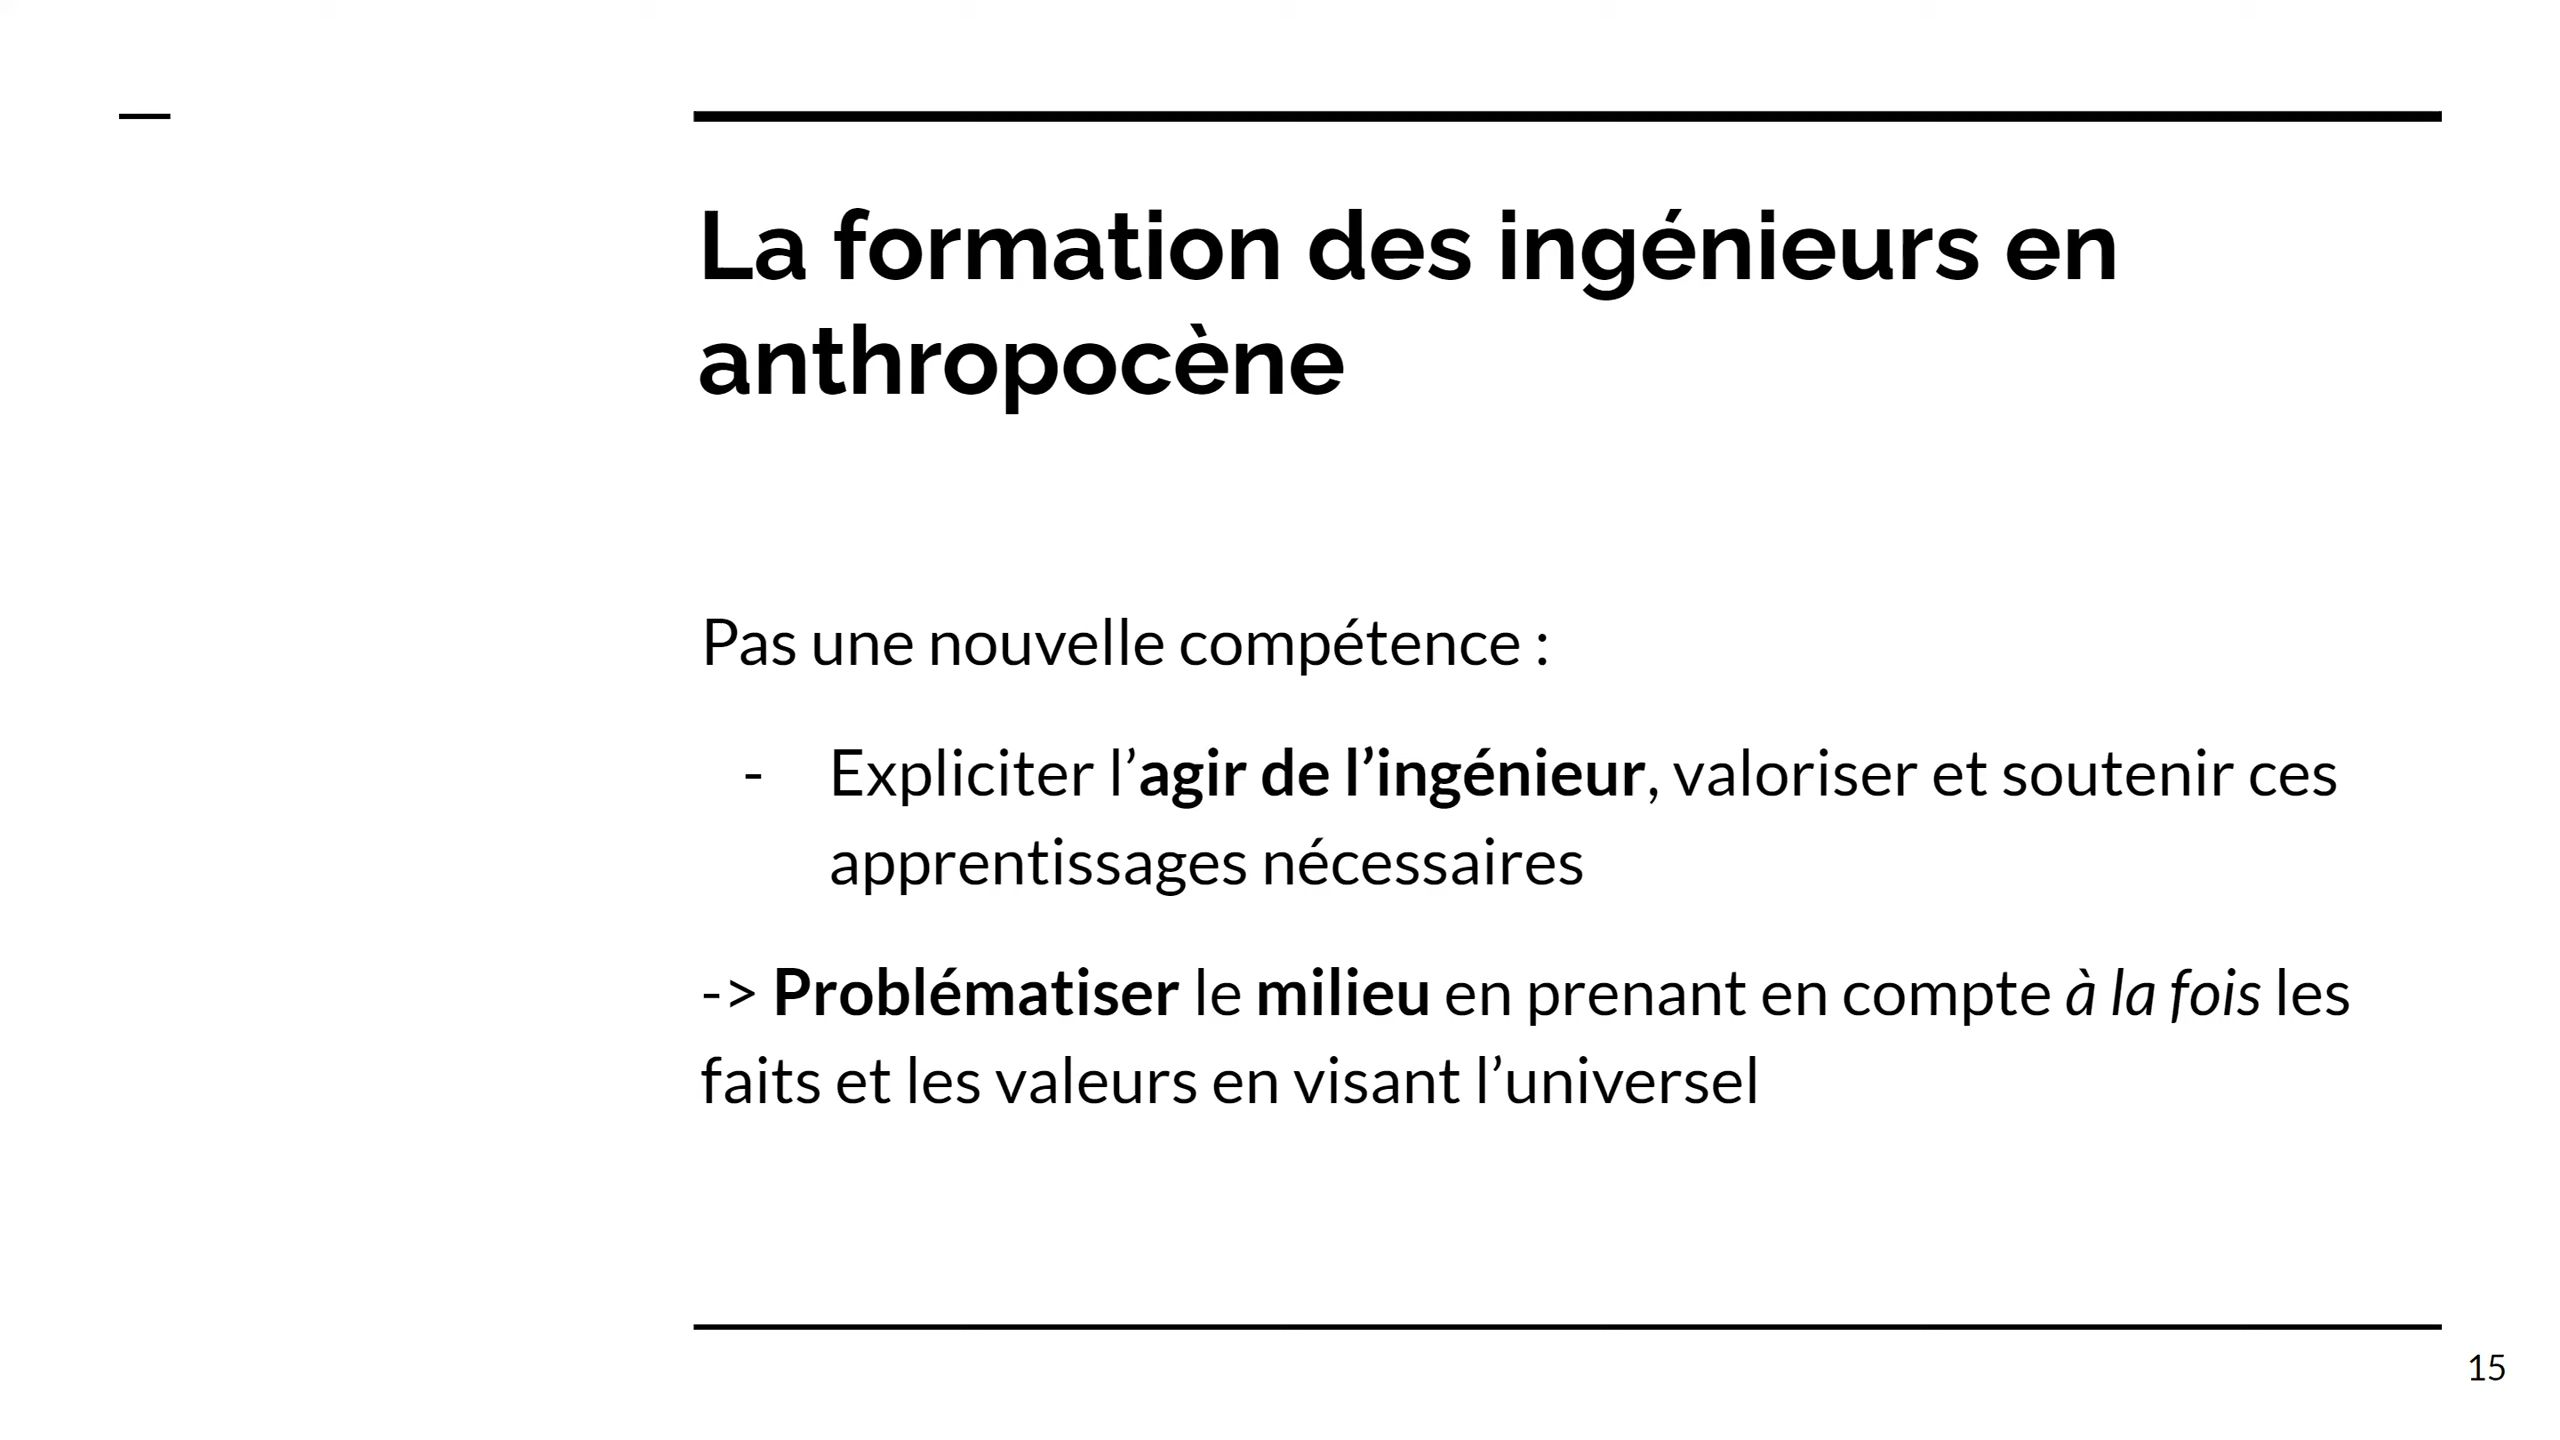 La formation des ingénieurs en
anthropocène
Pas une nouvelle compétence :
- Expliciter l’agir de l’ingénieur, valoriser et soutenir ces
apprentissages nécessaires
-> Problématiser le milieu en prenant en compte à la fois les
faits et les valeurs en visant l’universel
15